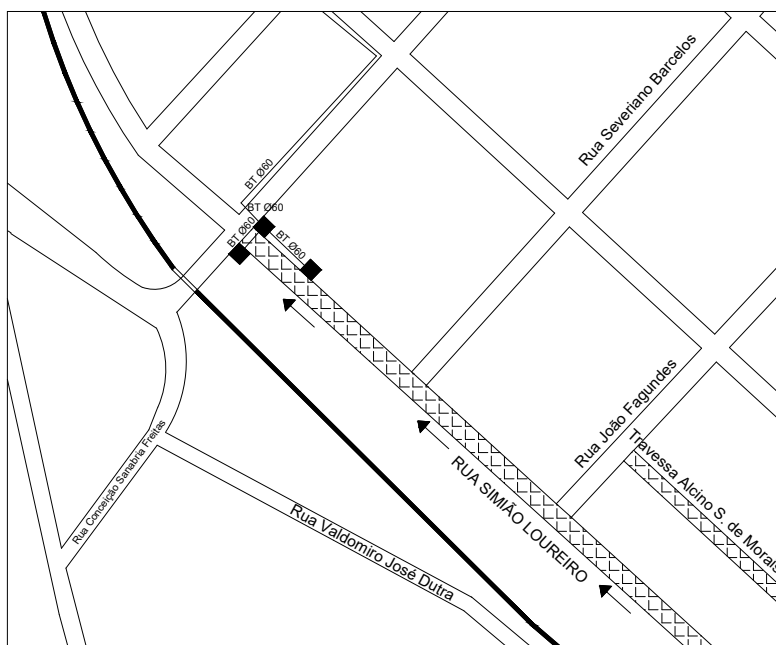 Rua Severiano Barcelos
BT Ø60
BT Ø60
BT Ø60
BT Ø60
Rua João Fagundes
Travessa Alcino S. de Morais
RUA SIMIÃO LOUREIRO
Rua Conceição Sanabria Freitas
Rua Valdomiro José Dutra